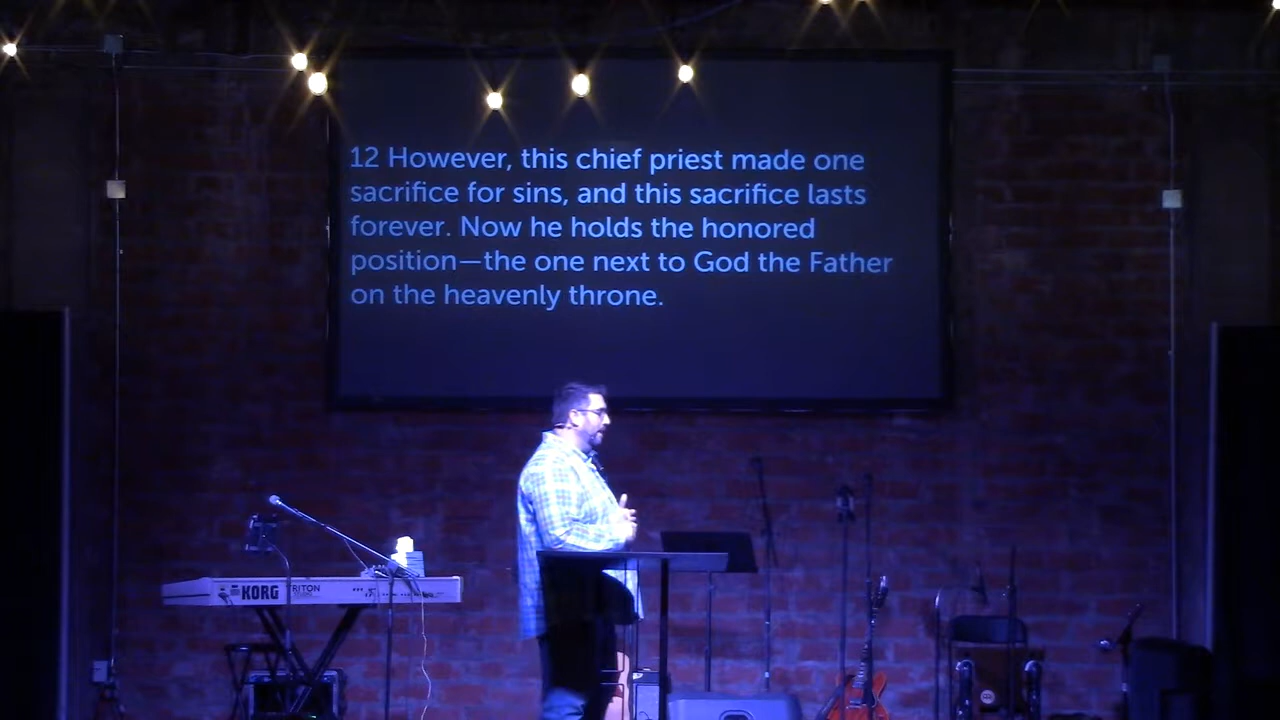 12 However, this chief priest made one
sacrifice for sins, and this sacrifice lasts
forever. Now he holds the honored
position—the one next to God the Father
on the heavenly throne.
KORG
TRITON